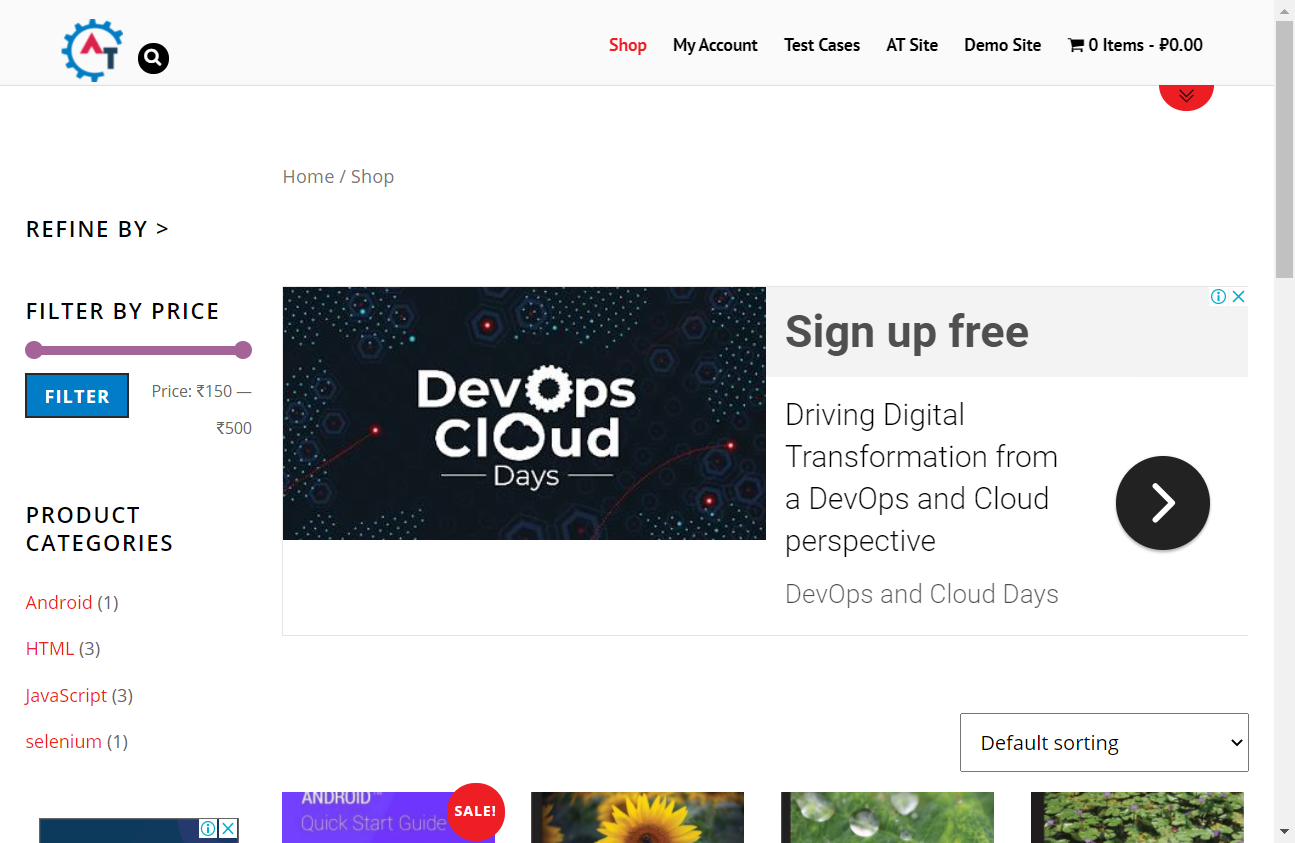 AT
Shop
My Account
Test Cases
AT Site
Demo Site
0 Items - ₽0.00
Home / Shop
REFINE BY >
FILTER BY PRICE
FILTER
Price: ₹150 —
₹500
PRODUCT
CATEGORIES
Android (1)
HTML (3)
JavaScript (3)
selenium (1)
DevOps
Cloud
Days
Sign up free
Driving Digital
Transformation from
a DevOps and Cloud
perspective
DevOps and Cloud Days
Default sorting
ANDROID™
Quick Start Guide
SALE!